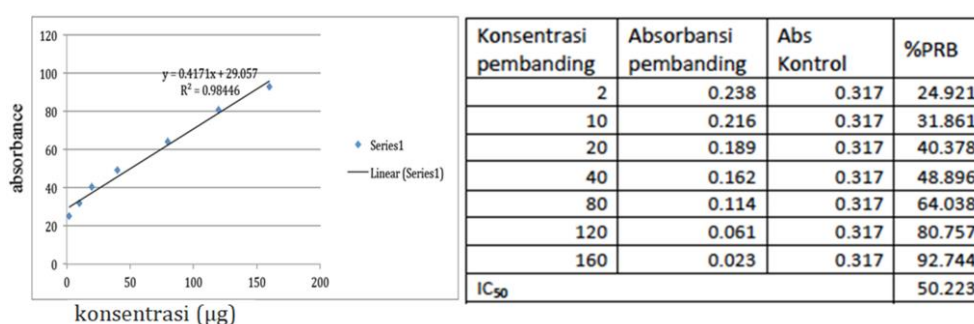 120
100
80
60
40
20
0
absorbance
y = 0.4171x + 29.057
R² = 0.98446
Series1
Linear (Series1)
0 50 100 150 200
konsentrasi (µg)
Konsentrasi pembanding Absorbansi pembanding Abs Kontrol %PRB
2 0.238 0.317 24.921
10 0.216 0.317 31.861
20 0.189 0.317 40.378
40 0.162 0.317 48.896
80 0.114 0.317 64.038
120 0.061 0.317 80.757
160 0.023 0.317 92.744
IC₅₀ 50.223